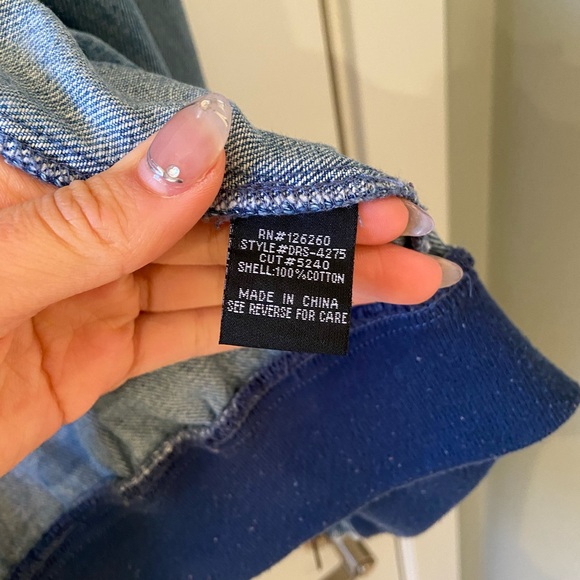 RN#126260
STYLE#DRS-4275
CUT#5240
SHELL:100%COTTON
MADE IN CHINA
SEE REVERSE FOR CARE